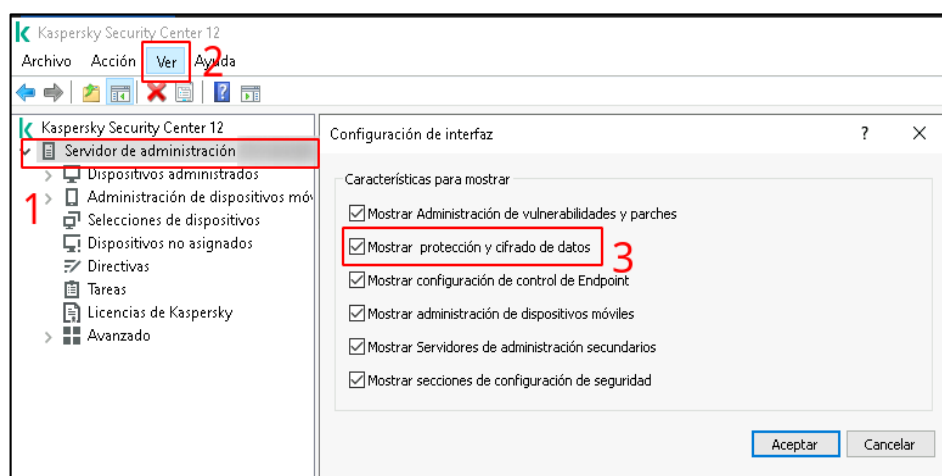 Kaspersky Security Center 12
Archivo Acción Ver Ayuda
2
Kaspersky Security Center 12
Servidor de administración
Dispositivos administrados
1
Administración de dispositivos móv
Selecciones de dispositivos
Dispositivos no asignados
Directivas
Tareas
Licencias de Kaspersky
Avanzado
Configuración de interfaz ? ×
Características para mostrar
Mostrar Administración de vulnerabilidades y parches
Mostrar protección y cifrado de datos
3
Mostrar configuración de control de Endpoint
Mostrar administración de dispositivos móviles
Mostrar Servidores de administración secundarios
Mostrar secciones de configuración de seguridad
Aceptar Cancelar